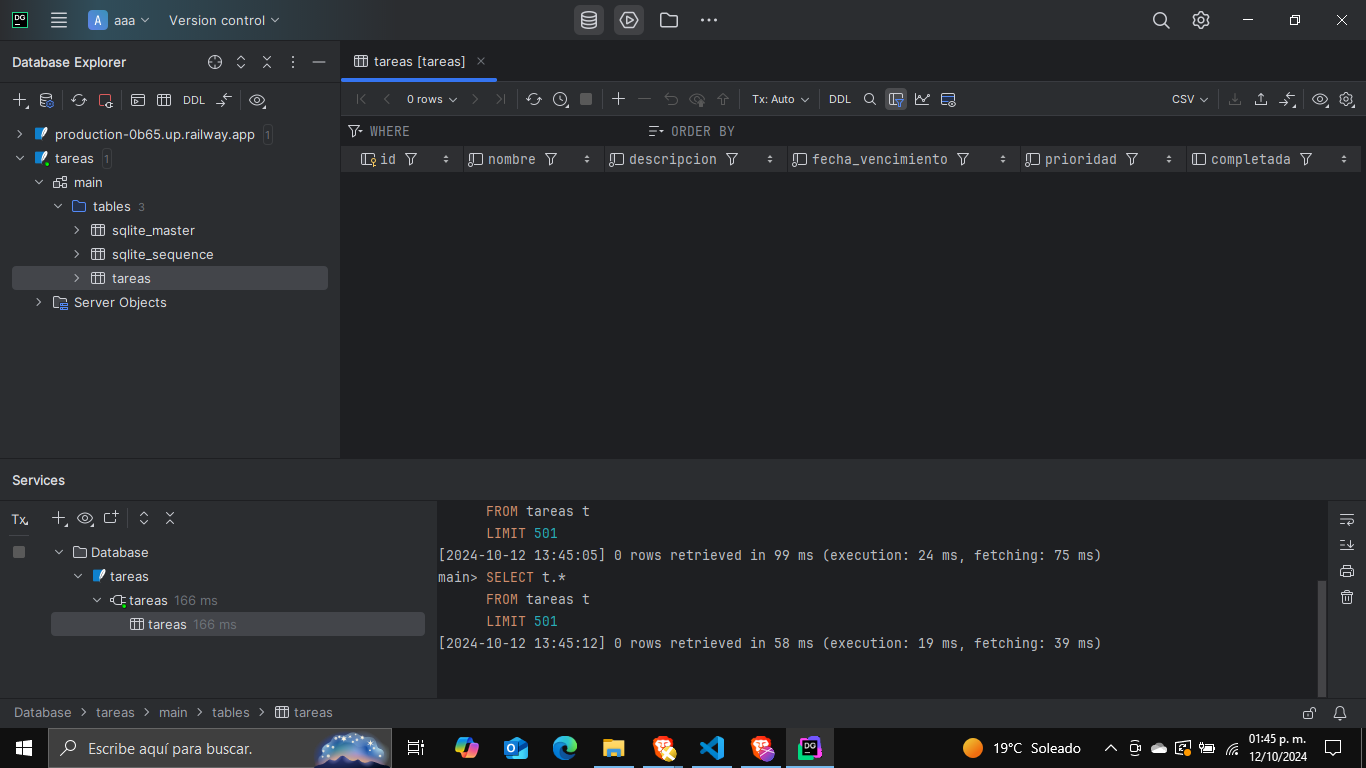 DG
A aaa Version control
Database Explorer
tareas [tareas]
DDL
0 rows
Tx: Auto
DDL
CSV
WHERE
ORDER BY
id nombre descripcion fecha_vencimiento prioridad completada
production-0b65.up.railway.app 1
tareas 1
main
tables 3
sqlite_master
sqlite_sequence
tareas
Server Objects
Services
Tx
Database
tareas
tareas 166 ms
tareas 166 ms
FROM tareas t
LIMIT 501
[2024-10-12 13:45:05] 0 rows retrieved in 99 ms (execution: 24 ms, fetching: 75 ms)
main> SELECT t.*
FROM tareas t
LIMIT 501
[2024-10-12 13:45:12] 0 rows retrieved in 58 ms (execution: 19 ms, fetching: 39 ms)
Database > tareas > main > tables > tareas
Escribe aquí para buscar.
DG
19°C Soleado
01:45 p. m.
12/10/2024